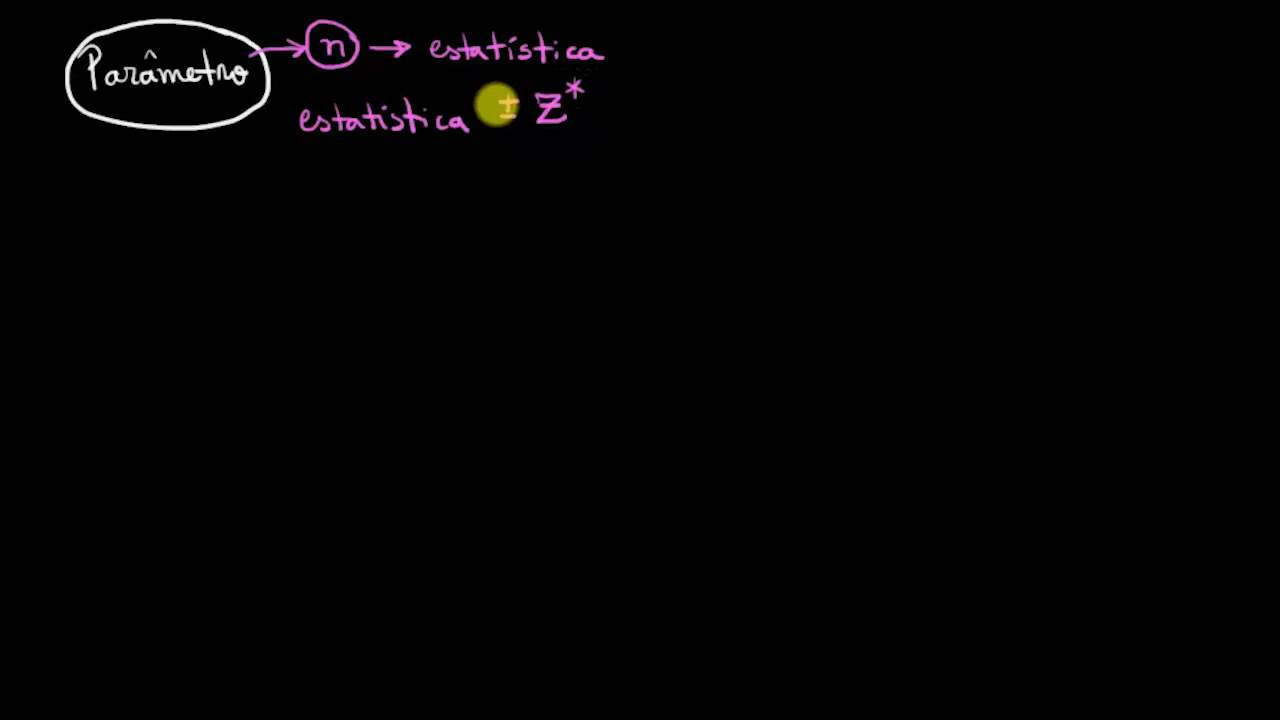 Parâmetro → n → estatística
estatística ± Z*